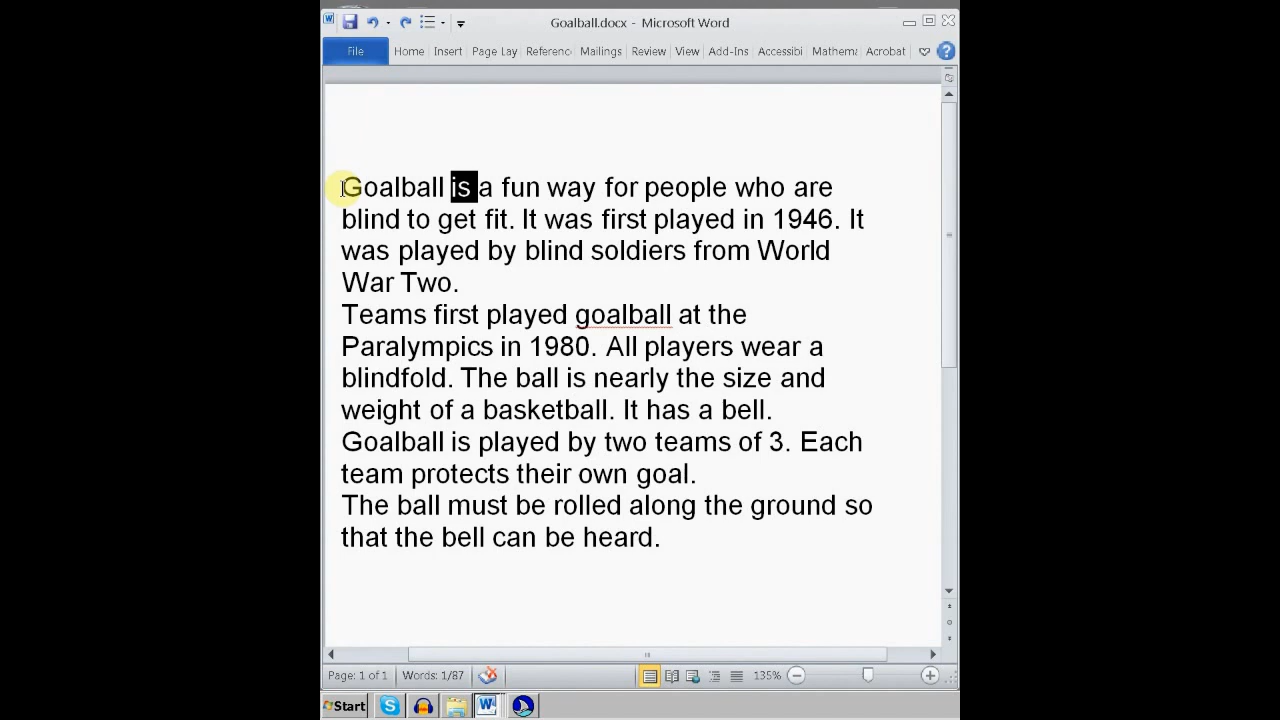 Goalball.docx - Microsoft Word
File Home Insert Page Lay Referenc Mailings Review View Add-Ins Accessibi Mathema Acrobat
Goalball is a fun way for people who are
blind to get fit. It was first played in 1946. It
was played by blind soldiers from World
War Two.
Teams first played goalball at the
Paralympics in 1980. All players wear a
blindfold. The ball is nearly the size and
weight of a basketball. It has a bell.
Goalball is played by two teams of 3. Each
team protects their own goal.
The ball must be rolled along the ground so
that the bell can be heard.
Page: 1 of 1 Words: 1/87 135%
Start